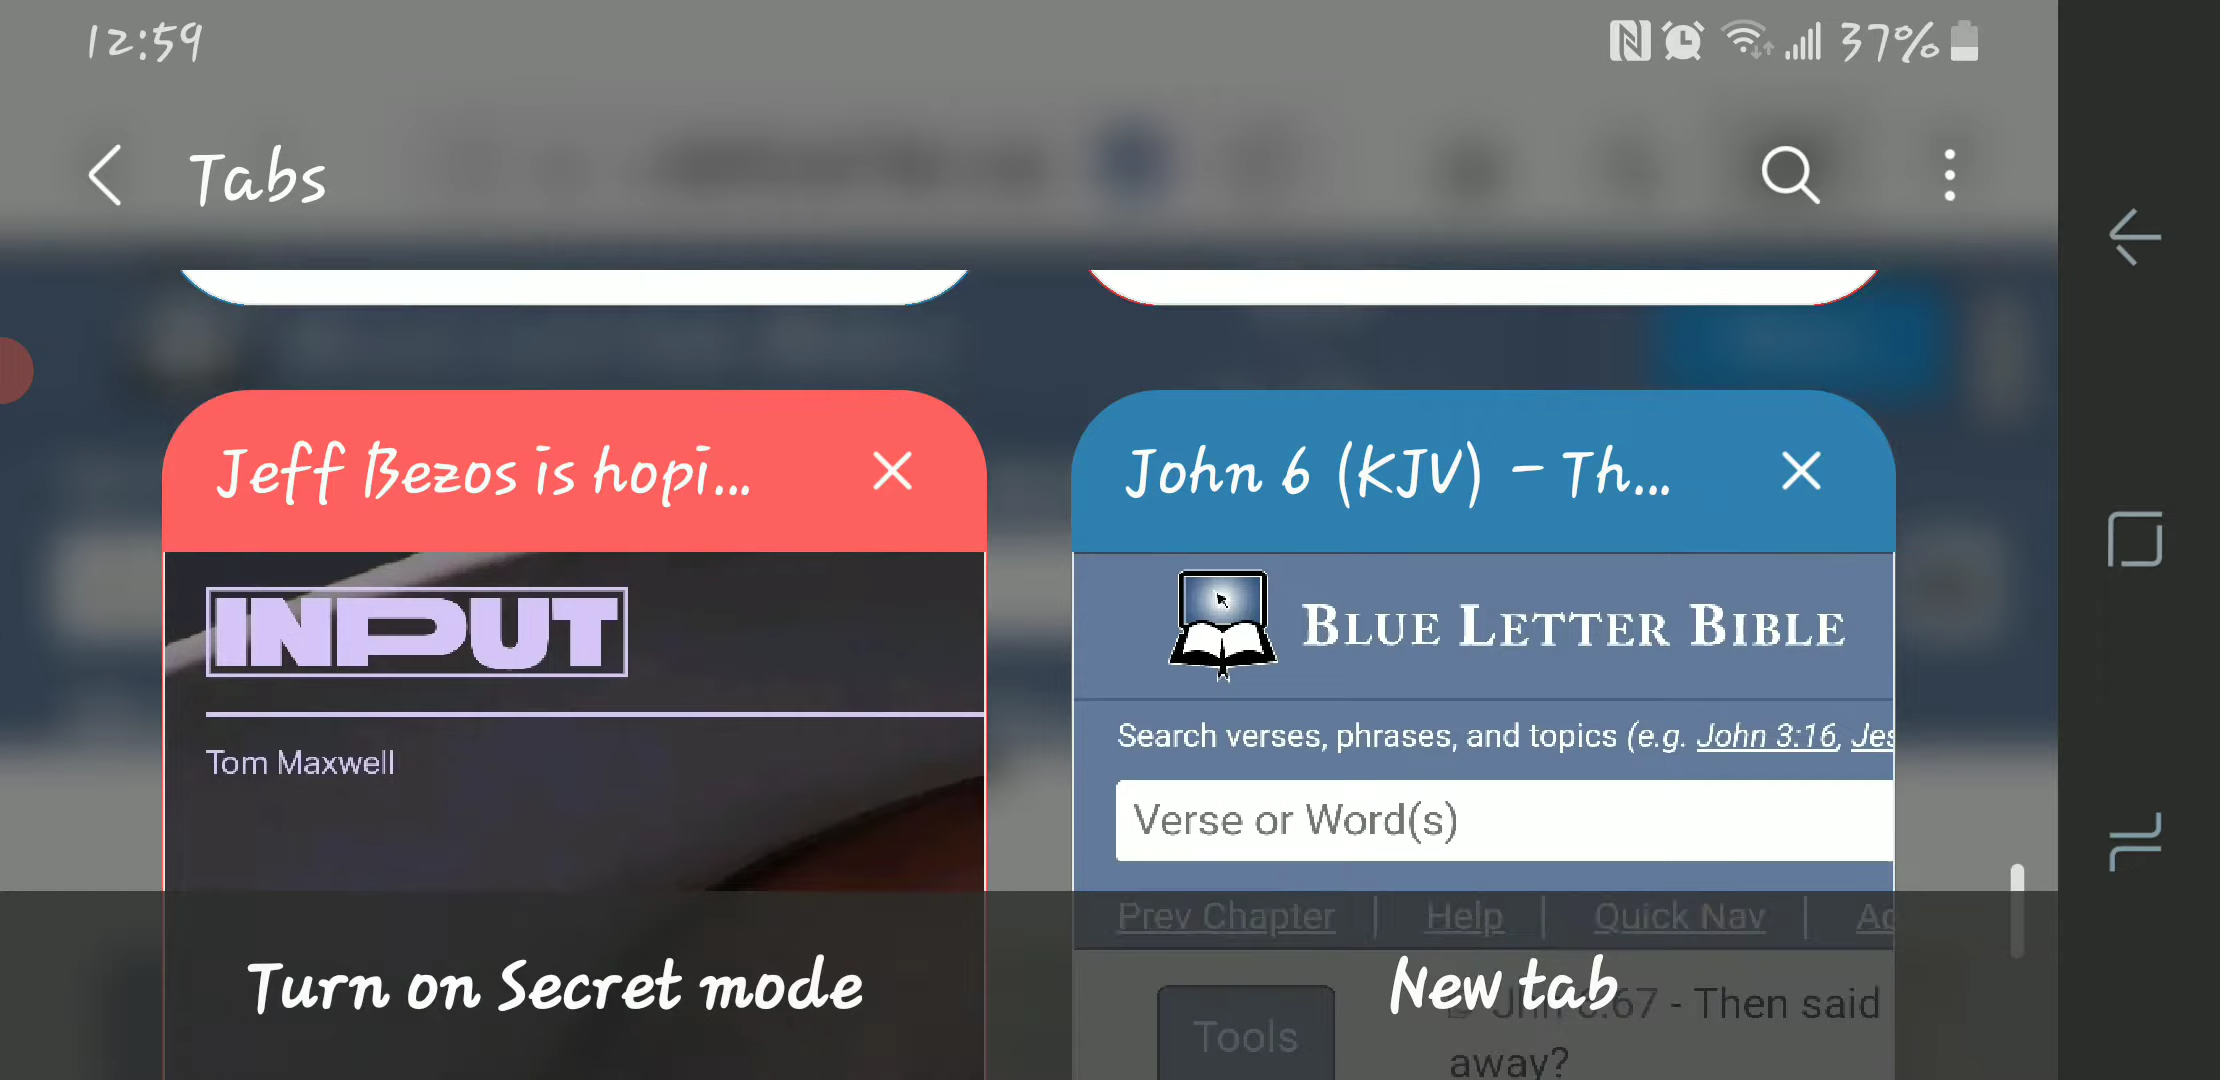 12:59
37%
Tabs
Jeff Bezos is hopi...
INPUT
Tom Maxwell
John 6 (KJV) - Th...
BLUE LETTER BIBLE
Search verses, phrases, and topics (e.g. John 3:16, Jes
Verse or Word(s)
Prev Chapter | Help | Quick Nav | Ac
Tools
Jhn 6:67 - Then said
away?
Turn on Secret mode
New tab